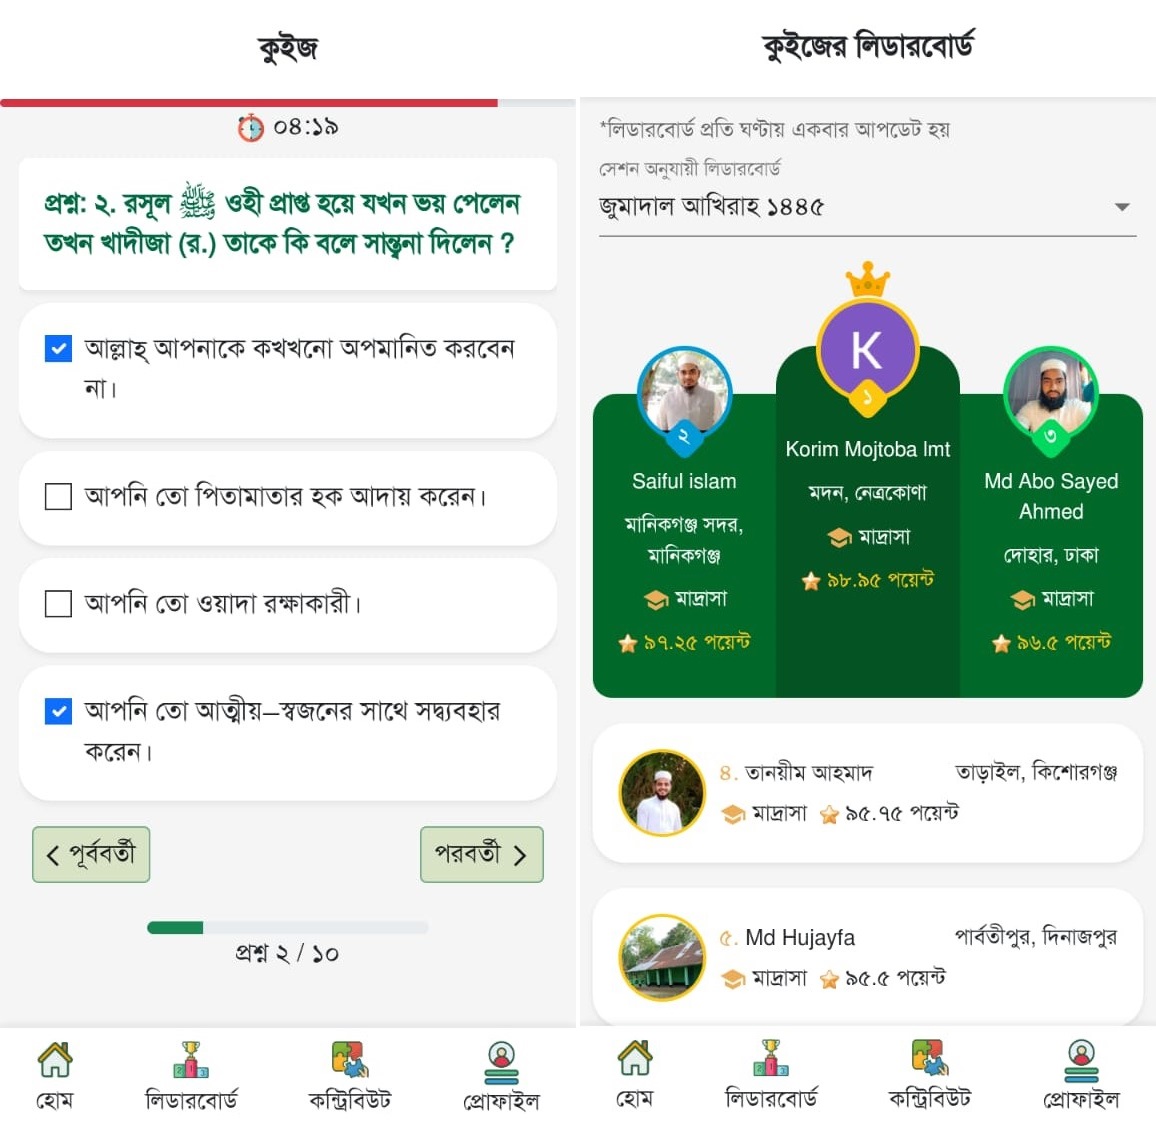 কুইজ
০৪:১৯
প্রশ্ন: ২. রসূল ﷺ ওহী প্রাপ্ত হয়ে যখন ভয় পেলেন
তখন খাদীজা (র.) তাকে কি বলে সান্ত্বনা দিলেন ?
আল্লাহ্ আপনাকে কখখনো অপমানিত করবেন
না।
আপনি তো পিতামাতার হক আদায় করেন।
আপনি তো ওয়াদা রক্ষাকারী।
আপনি তো আত্মীয়–স্বজনের সাথে সদ্ব্যবহার
করেন।
পূর্ববর্তী
পরবর্তী
প্রশ্ন ২ / ১০
হোম
লিডারবোর্ড
কন্ট্রিবিউট
প্রোফাইল
কুইজের লিডারবোর্ড
*লিডারবোর্ড প্রতি ঘণ্টায় একবার আপডেট হয়
সেশন অনুযায়ী লিডারবোর্ড
জুমাদাল আখিরাহ ১৪৪৫
২
Saiful islam
মানিকগঞ্জ সদর,
মানিকগঞ্জ
মাদ্রাসা
৯৭.২৫ পয়েন্ট
K
১
Korim Mojtoba lmt
মদন, নেত্রকোণা
মাদ্রাসা
৯৮.৯৫ পয়েন্ট
৩
Md Abo Sayed
Ahmed
দোহার, ঢাকা
মাদ্রাসা
৯৬.৫ পয়েন্ট
৪. তানয়ীম আহমাদ
তাড়াইল, কিশোরগঞ্জ
মাদ্রাসা ৯৫.৭৫ পয়েন্ট
৫. Md Hujayfa
পার্বতীপুর, দিনাজপুর
মাদ্রাসা ৯৫.৫ পয়েন্ট
হোম
লিডারবোর্ড
কন্ট্রিবিউট
প্রোফাইল